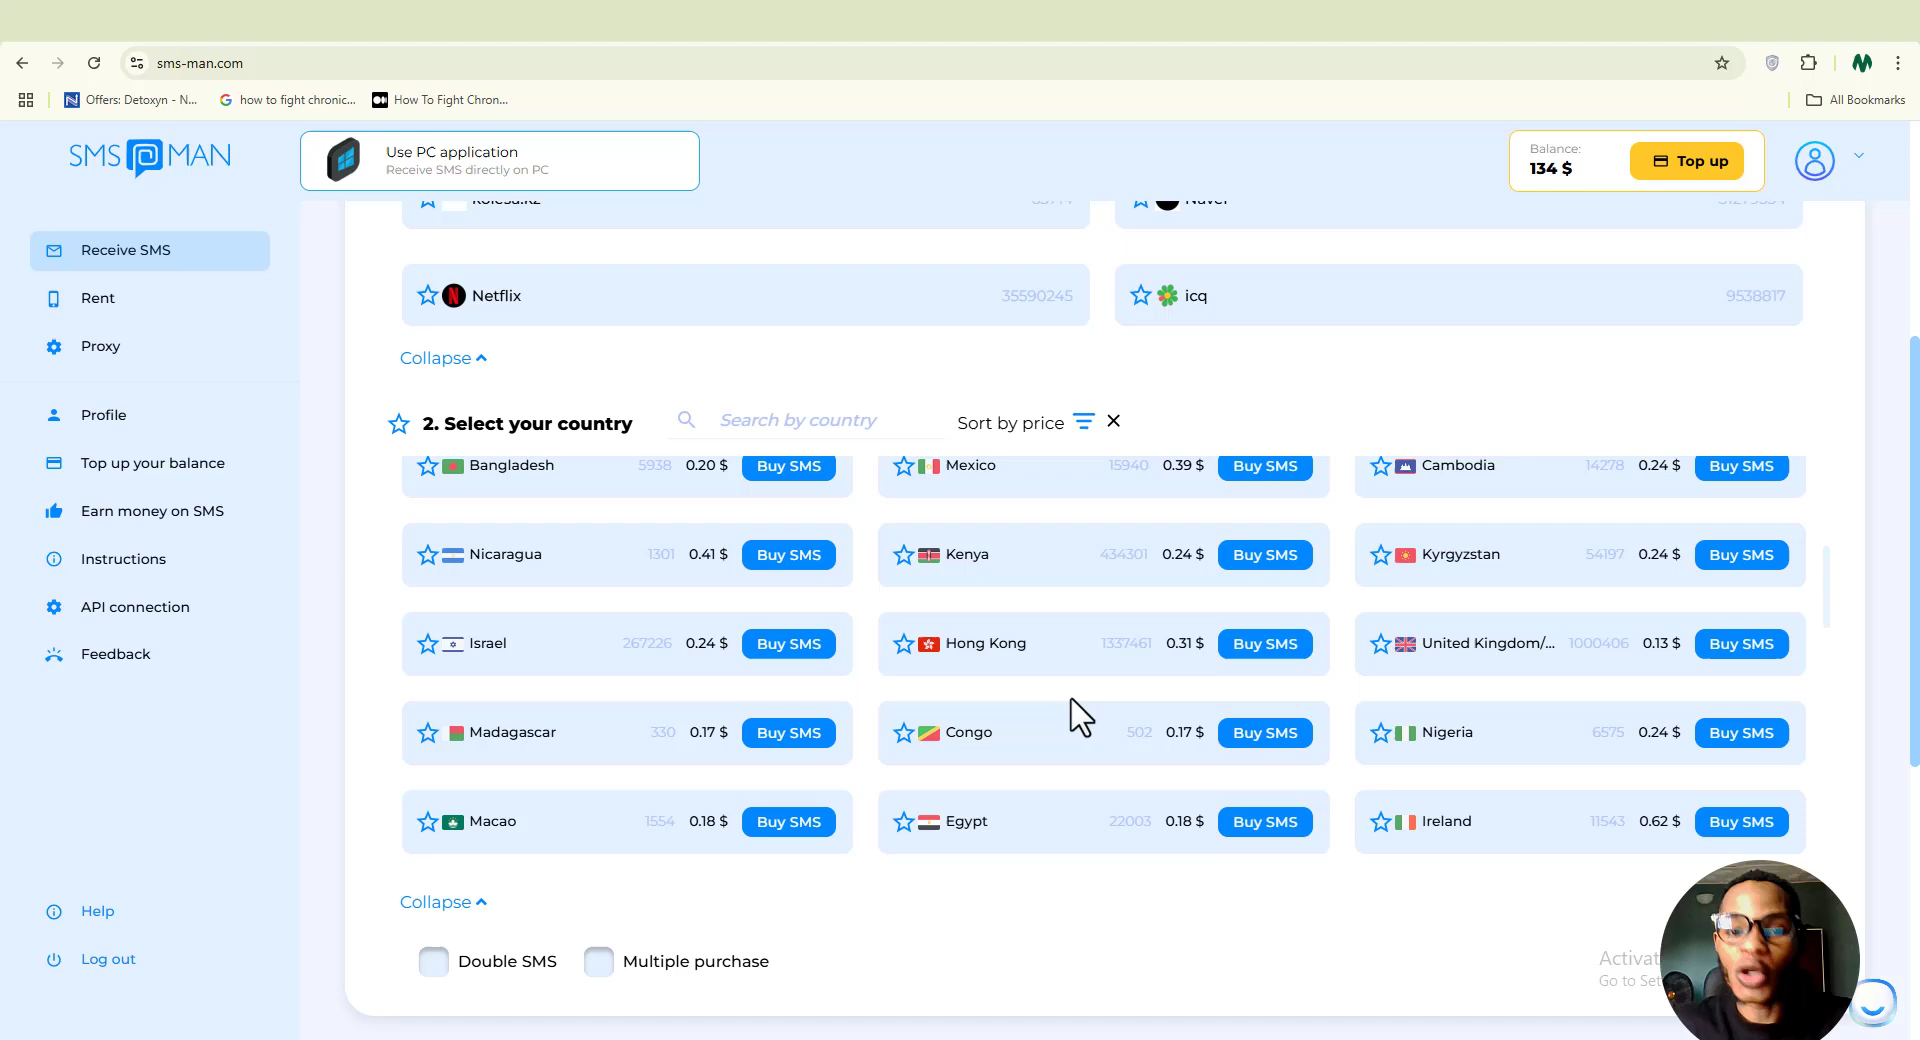 sms-man.com
Offers: Detoxyn - N...
how to fight chronic...
How To Fight Chron...
All Bookmarks
SMS MAN
Use PC application
Receive SMS directly on PC
Balance:
134 $
Top up
Receive SMS
Rent
Proxy
Profile
Top up your balance
Earn money on SMS
Instructions
API connection
Feedback
Help
Log out
Kolesa.kz
Naver
Netflix 35590245
icq 9538817
Collapse
2. Select your country
Search by country
Sort by price
Bangladesh 5938 0.20 $ Buy SMS
Mexico 15940 0.39 $ Buy SMS
Cambodia 14278 0.24 $ Buy SMS
Nicaragua 1301 0.41 $ Buy SMS
Kenya 434301 0.24 $ Buy SMS
Kyrgyzstan 54197 0.24 $ Buy SMS
Israel 267226 0.24 $ Buy SMS
Hong Kong 1337461 0.31 $ Buy SMS
United Kingdom/... 1000406 0.13 $ Buy SMS
Madagascar 330 0.17 $ Buy SMS
Congo 502 0.17 $ Buy SMS
Nigeria 6575 0.24 $ Buy SMS
Macao 1554 0.18 $ Buy SMS
Egypt 22003 0.18 $ Buy SMS
Ireland 11543 0.62 $ Buy SMS
Collapse
Double SMS
Multiple purchase
Activat
Go to Set